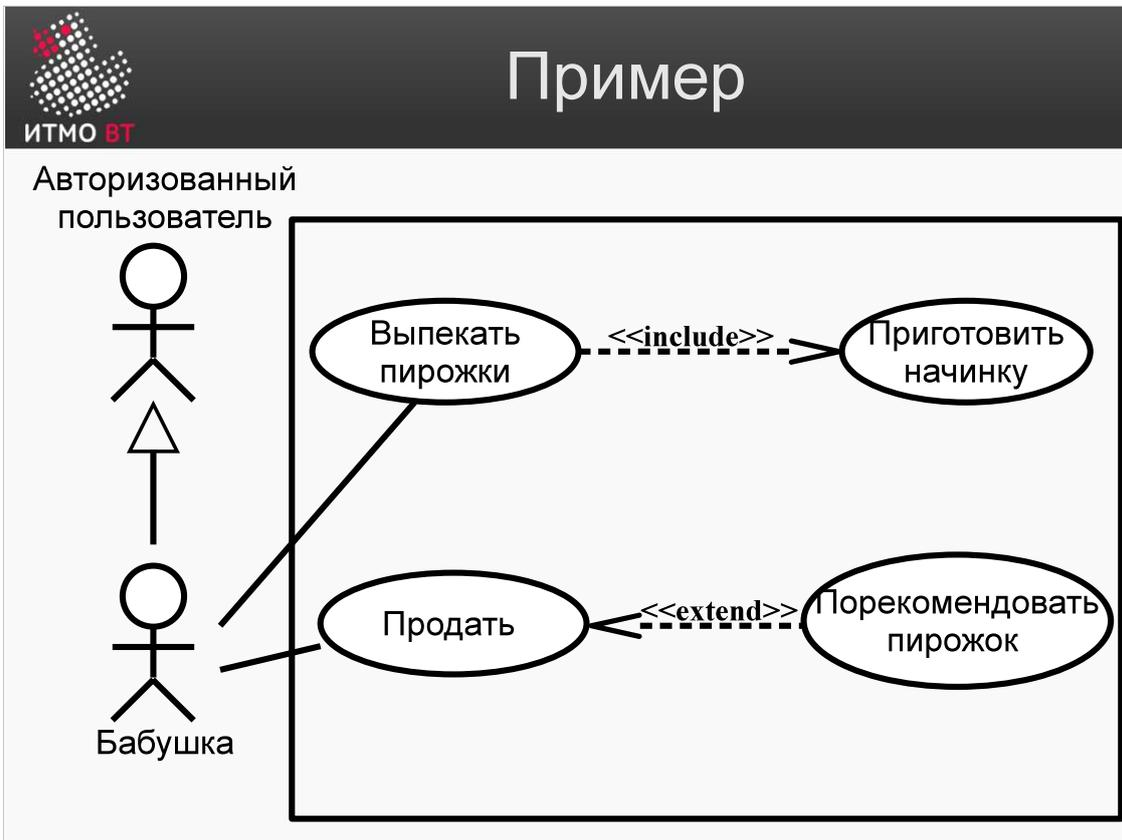 ИТМО ВТ
Пример
Авторизованный
пользователь
Выпекать
пирожки
<<include>>
Приготовить
начинку
Продать
<<extend>>
Порекомендовать
пирожок
Бабушка